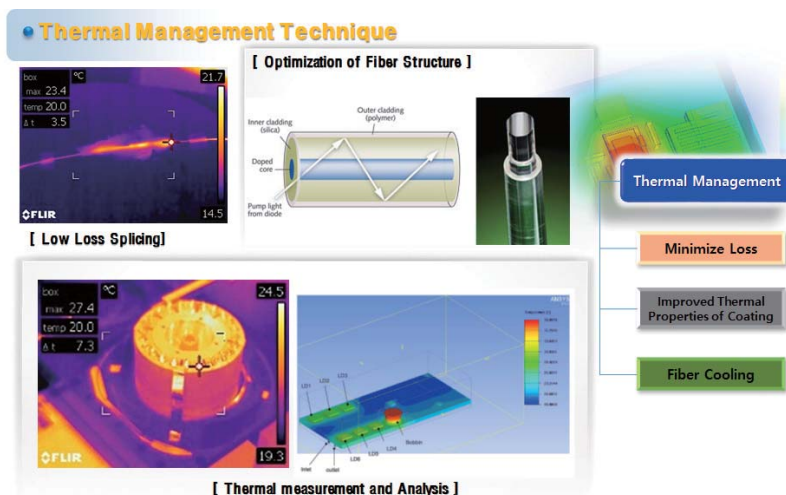 Thermal Management Technique
[ Optimization of Fiber Structure ]
box
°C
max 23.4
temp 20.0
Δ t 3.5
21.7
14.5
FLIR
[ Low Loss Splicing]
Inner cladding
(silica)
Outer cladding
(polymer)
Doped
core
Pump light
from diode
Thermal Management
Minimize Loss
Improved Thermal
Properties of Coating
Fiber Cooling
box
°C
max 27.4
temp 20.0
Δ t 7.3
24.5
19.3
FLIR
LD1
LD2
LD3
LD4
LD5
LD6
Bobbin
Inlet
outlet
[ Thermal measurement and Analysis ]